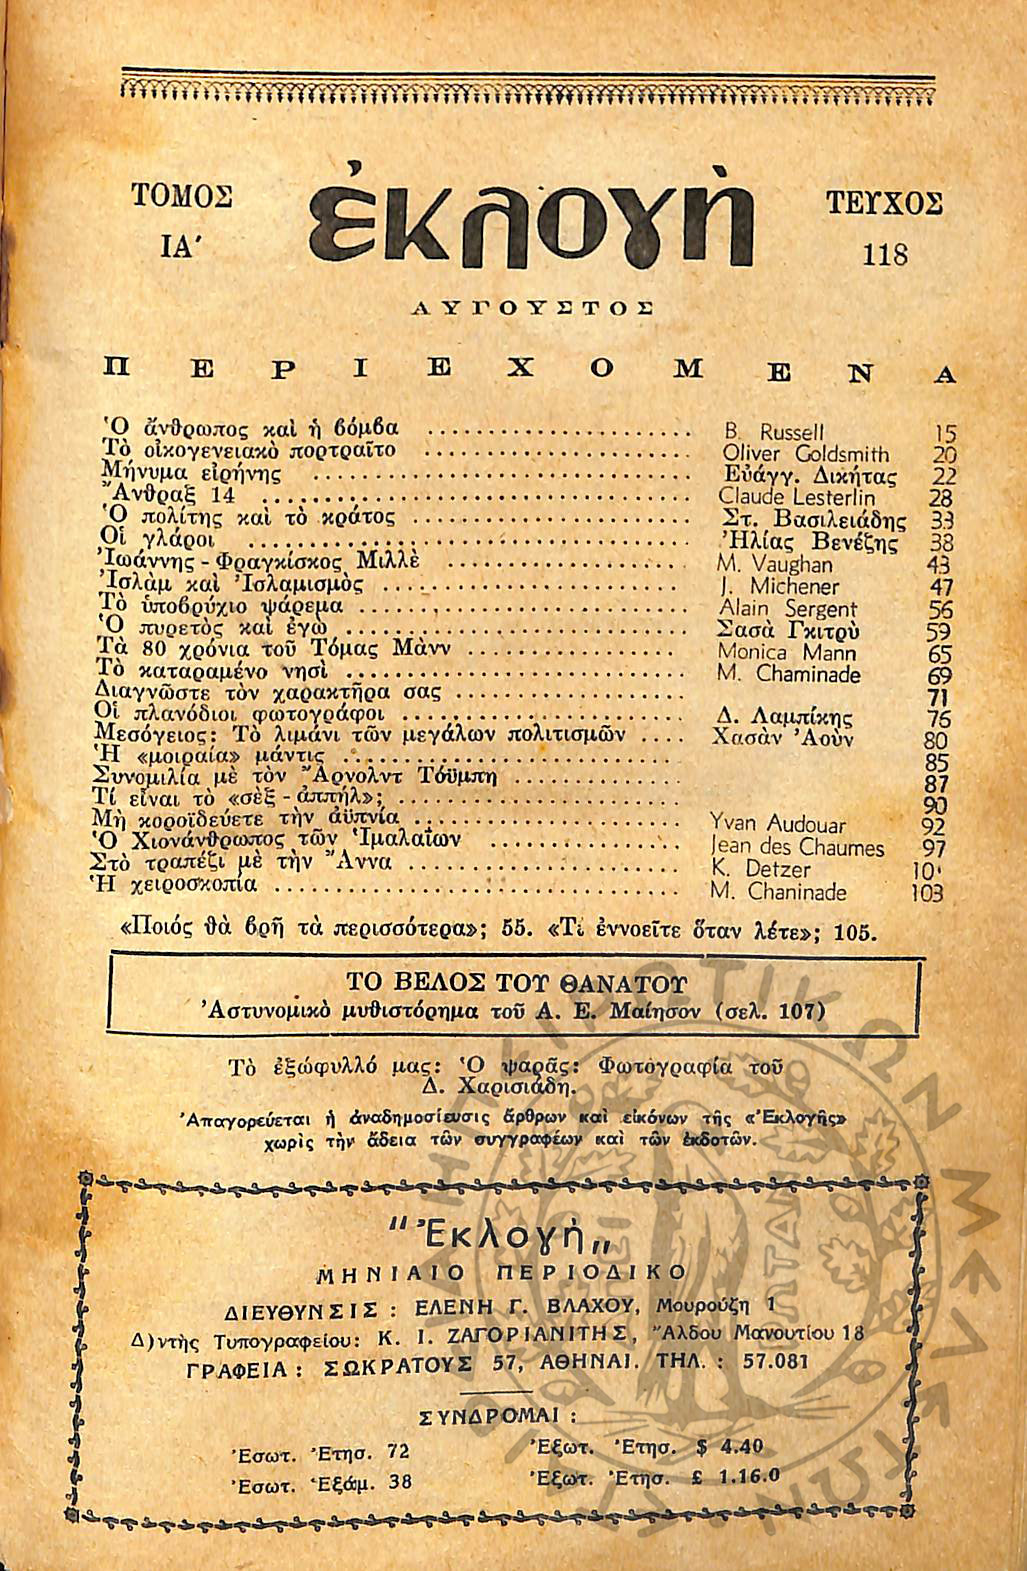 ΤΟΜΟΣ
ΙΑ΄
ἐκλογὴ
ΤΕΥΧΟΣ
118
ΑΥΓΟΥΣΤΟΣ
ΠΕΡΙΕΧΟΜΕΝΑ
Ὁ ἄνθρωπος καὶ ἡ βόμβα ........ B. Russell 15
Τὸ οἰκογενειακὸ πορτραῖτο ........ Oliver Goldsmith 20
Μήνυμα εἰρήνης ........ Εὐάγγ. Δικήτας 22
Ἄνθραξ 14 ........ Claude Lesterlin 28
Ὁ πολίτης καὶ τὸ κράτος ........ Στ. Βασιλειάδης 33
Οἱ γλάροι ........ Ἠλίας Βενέζης 38
Ἰωάννης - Φραγκίσκος Μιλλὲ ........ M. Vaughan 43
Ἰσλὰμ καὶ Ἰσλαμισμὸς ........ J. Michener 47
Τὸ ὑποβρύχιο ψάρεμα ........ Alain Sergent 56
Ὁ πυρετὸς καὶ ἐγὼ ........ Σασὰ Γκιτρὺ 59
Τὰ 80 χρόνια τοῦ Τόμας Μὰνν ........ Monica Mann 65
Τὸ καταραμένο νησὶ ........ M. Chaminade 69
Διαγνῶστε τὸν χαρακτῆρα σας ........ 71
Οἱ πλανόδιοι φωτογράφοι ........ Δ. Λαμπίκης 76
Μεσόγειος: Τὸ λιμάνι τῶν μεγάλων πολιτισμῶν .... Χασὰν Ἀοὺν 80
Ἡ «μοιραία» μάντις ........ 85
Συνομιλία μὲ τὸν Ἄρνολντ Τόϋμπη ........ 87
Τί εἶναι τὸ «σὲξ - ἀππήλ»; ........ 90
Μὴ κοροϊδεύετε τὴν ἀϋπνία ........ Yvan Audouar 92
Ὁ Χιονάνθρωπος τῶν Ἱμαλαΐων ........ Jean des Chaumes 97
Στὸ τραπέζι μὲ τὴν Ἄννα ........ K. Detzer 10
Ἡ χειροσκοπία ........ M. Chaninade 103
«Ποιός θὰ βρῆ τὰ περισσότερα»; 55. «Τί ἐννοεῖτε ὅταν λέτε»; 105.
ΤΟ ΒΕΛΟΣ ΤΟΥ ΘΑΝΑΤΟΥ
Ἀστυνομικὸ μυθιστόρημα τοῦ Α. Ε. Μαίησον (σελ. 107)
Τὸ ἐξώφυλλό μας: Ὁ ψαρᾶς: Φωτογραφία τοῦ
Δ. Χαρισιάδη.
Ἀπαγορεύεται ἡ ἀναδημοσίευσις ἄρθρων καὶ εἰκόνων τῆς «Ἐκλογῆς»
χωρὶς τὴν ἄδεια τῶν συγγραφέων καὶ τῶν ἐκδοτῶν.
"Ἐκλογὴ„
ΜΗΝΙΑΙΟ ΠΕΡΙΟΔΙΚΟ
ΔΙΕΥΘΥΝΣΙΣ : ΕΛΕΝΗ Γ. ΒΛΑΧΟΥ, Μουρούζη 1
Δ)ντὴς Τυπογραφείου: Κ. Ι. ΖΑΓΟΡΙΑΝΙΤΗΣ, Ἄλδου Μανουτίου 18
ΓΡΑΦΕΙΑ : ΣΩΚΡΑΤΟΥΣ 57, ΑΘΗΝΑΙ. ΤΗΛ. : 57.081
ΣΥΝΔΡΟΜΑΙ :
Ἐσωτ. Ἐτησ. 72 Ἐξωτ. Ἐτησ. $ 4.40
Ἐσωτ. Ἑξάμ. 38 Ἐξωτ. Ἐτησ. £ 1.16.0